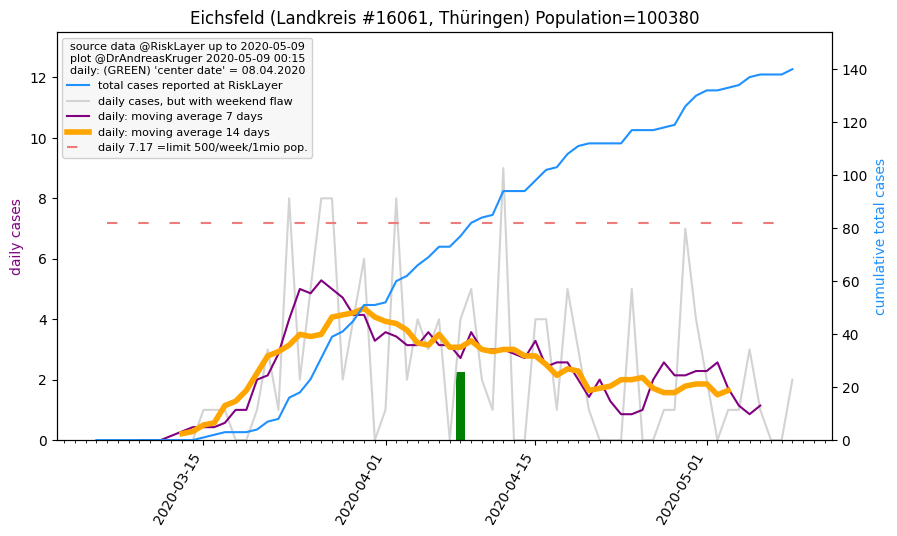 Eichsfeld (Landkreis #16061, Thüringen) Population=100380
source data @RiskLayer up to 2020-05-09
plot @DrAndreasKruger 2020-05-09 00:15
daily: (GREEN) 'center date' = 08.04.2020
total cases reported at RiskLayer
daily cases, but with weekend flaw
daily: moving average 7 days
daily: moving average 14 days
daily 7.17 =limit 500/week/1mio pop.
daily cases
12
10
8
6
4
2
0
cumulative total cases
140
120
100
80
60
40
20
0
2020-03-15
2020-04-01
2020-04-15
2020-05-01